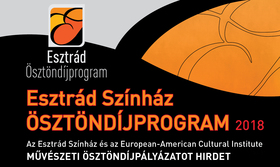 Esztrád
Ösztöndíjprogram
Esztrád Színház
ÖSZTÖNDÍJPROGRAM 2018
Az Esztrád Színház és az European-American Cultural Institute
MŰVÉSZETI ÖSZTÖNDÍJPÁLYÁZATOT HIRDET